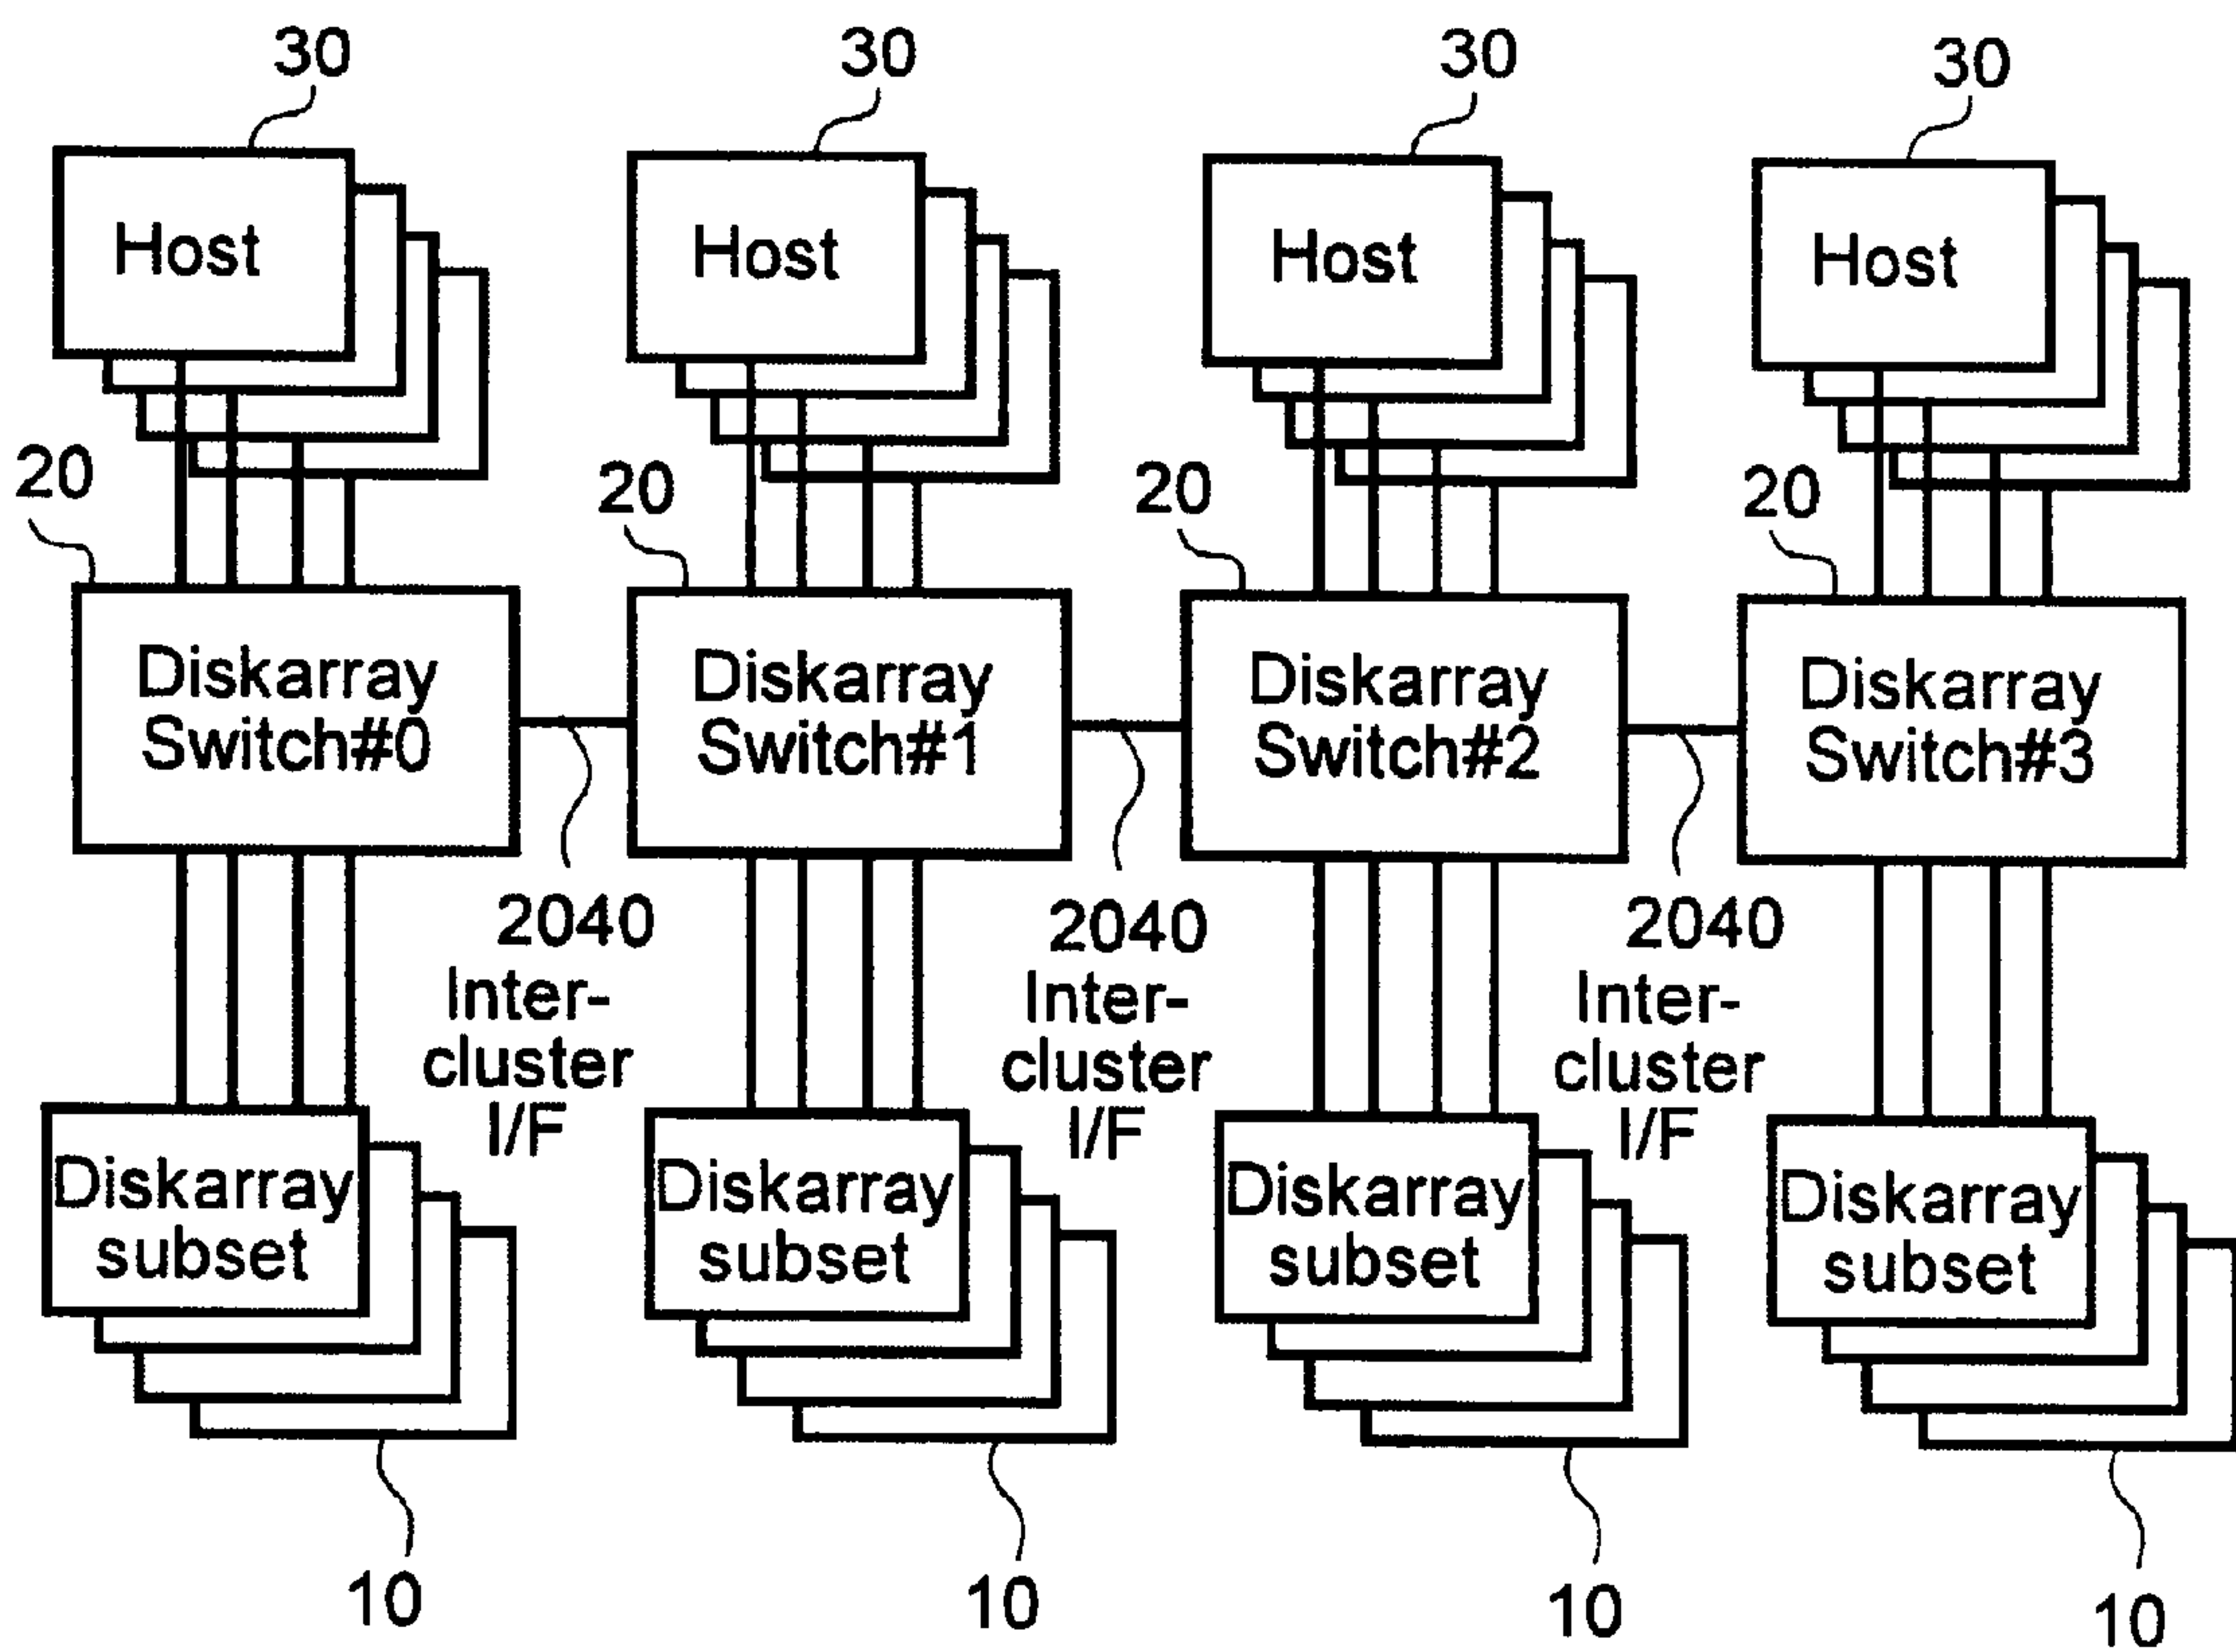 30
30
30
30
Host
Host
Host
Host
20
20
20
20
Diskarray
Switch#0
Diskarray
Switch#1
Diskarray
Switch#2
Diskarray
Switch#3
2040
Inter-
cluster
I/F
2040
Inter-
cluster
I/F
2040
Inter-
cluster
I/F
Diskarray
subset
Diskarray
subset
Diskarray
subset
Diskarray
subset
10
10
10
10